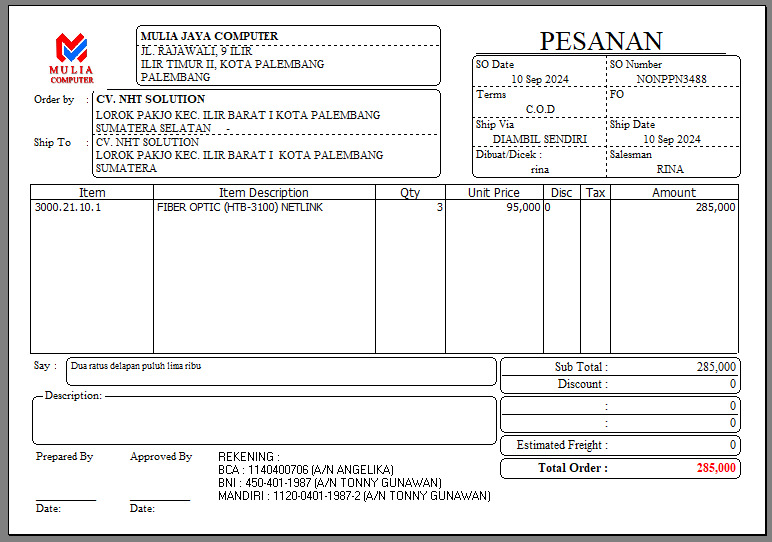 MULIA
COMPUTER
MULIA JAYA COMPUTER
JL. RAJAWALI, 9 ILIR
ILIR TIMUR II, KOTA PALEMBANG
PALEMBANG
PESANAN
SO Date
10 Sep 2024
SO Number
NONPPN3488
Terms
C.O.D
FO
Ship Via
DIAMBIL SENDIRI
Ship Date
10 Sep 2024
Dibuat/Dicek :
rina
Salesman
RINA
Order by : CV. NHT SOLUTION
LOROK PAKJO KEC. ILIR BARAT I KOTA PALEMBANG
SUMATERA SELATAN -
Ship To : CV. NHT SOLUTION
LOROK PAKJO KEC. ILIR BARAT I KOTA PALEMBANG
SUMATERA
Item Item Description Qty Unit Price Disc Tax Amount
3000.21.10.1 FIBER OPTIC (HTB-3100) NETLINK 3 95,000 0 285,000
Say : Dua ratus delapan puluh lima ribu
Sub Total : 285,000
Discount : 0
: 0
: 0
Estimated Freight : 0
Total Order : 285,000
Description:
Prepared By
Approved By
Date:
Date:
REKENING :
BCA : 1140400706 (A/N ANGELIKA)
BNI : 450-401-1987 (A/N TONNY GUNAWAN)
MANDIRI : 1120-0401-1987-2 (A/N TONNY GUNAWAN)